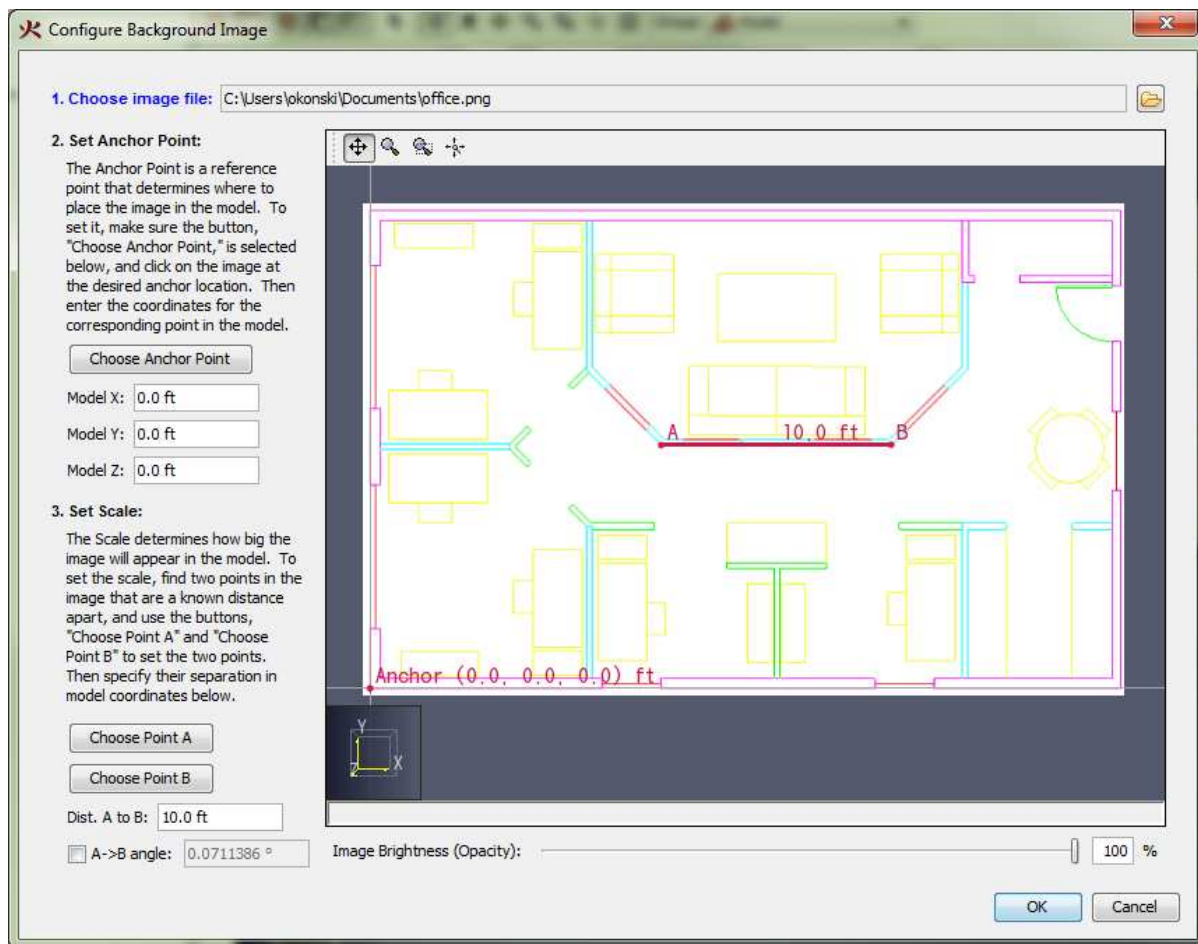 Configure Background Image
1. Choose image file: C:\Users\okonski\Documents\office.png
2. Set Anchor Point:
The Anchor Point is a reference
point that determines where to
place the image in the model. To
set it, make sure the button,
"Choose Anchor Point," is selected
below, and click on the image at
the desired anchor location. Then
enter the coordinates for the
corresponding point in the model.
Choose Anchor Point
Model X: 0.0 ft
Model Y: 0.0 ft
Model Z: 0.0 ft
3. Set Scale:
The Scale determines how big the
image will appear in the model. To
set the scale, find two points in the
image that are a known distance
apart, and use the buttons,
"Choose Point A" and "Choose
Point B" to set the two points.
Then specify their separation in
model coordinates below.
Choose Point A
Choose Point B
Dist. A to B: 10.0 ft
A->B angle: 0.0711386 °
A 10.0 ft B
Anchor (0.0, 0.0, 0.0) ft
Y
Z X
Image Brightness (Opacity): 100 %
OK Cancel